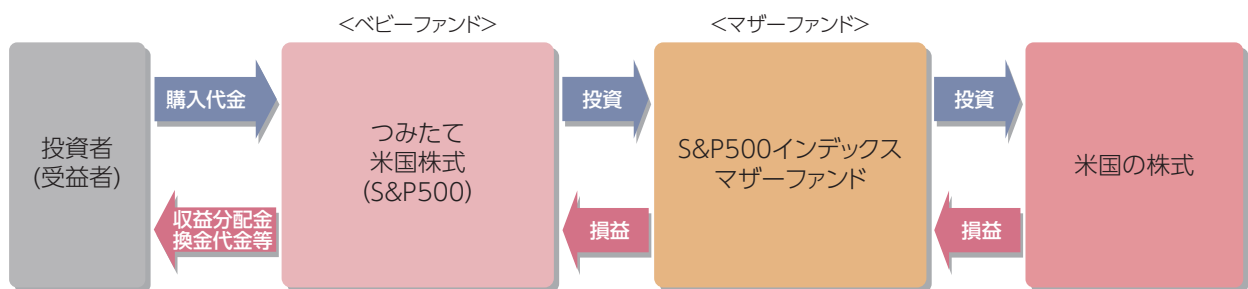 ＜ベビーファンド＞
＜マザーファンド＞
投資者
(受益者)
購入代金
収益分配金
換金代金等
つみたて
米国株式
(S&P500)
投資
損益
S&P500インデックス
マザーファンド
投資
損益
米国の株式